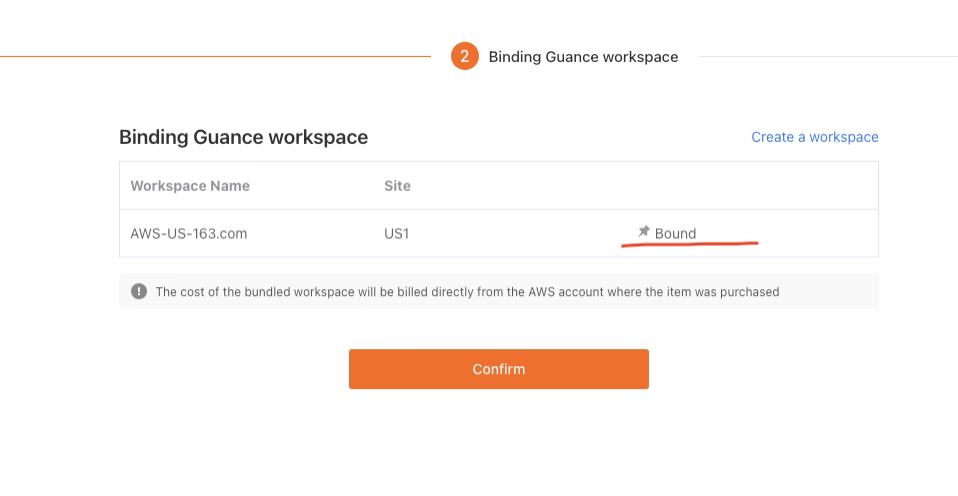 2 Binding Guance workspace
Binding Guance workspace
Create a workspace
Workspace Name Site
AWS-US-163.com US1 Bound
! The cost of the bundled workspace will be billed directly from the AWS account where the item was purchased
Confirm